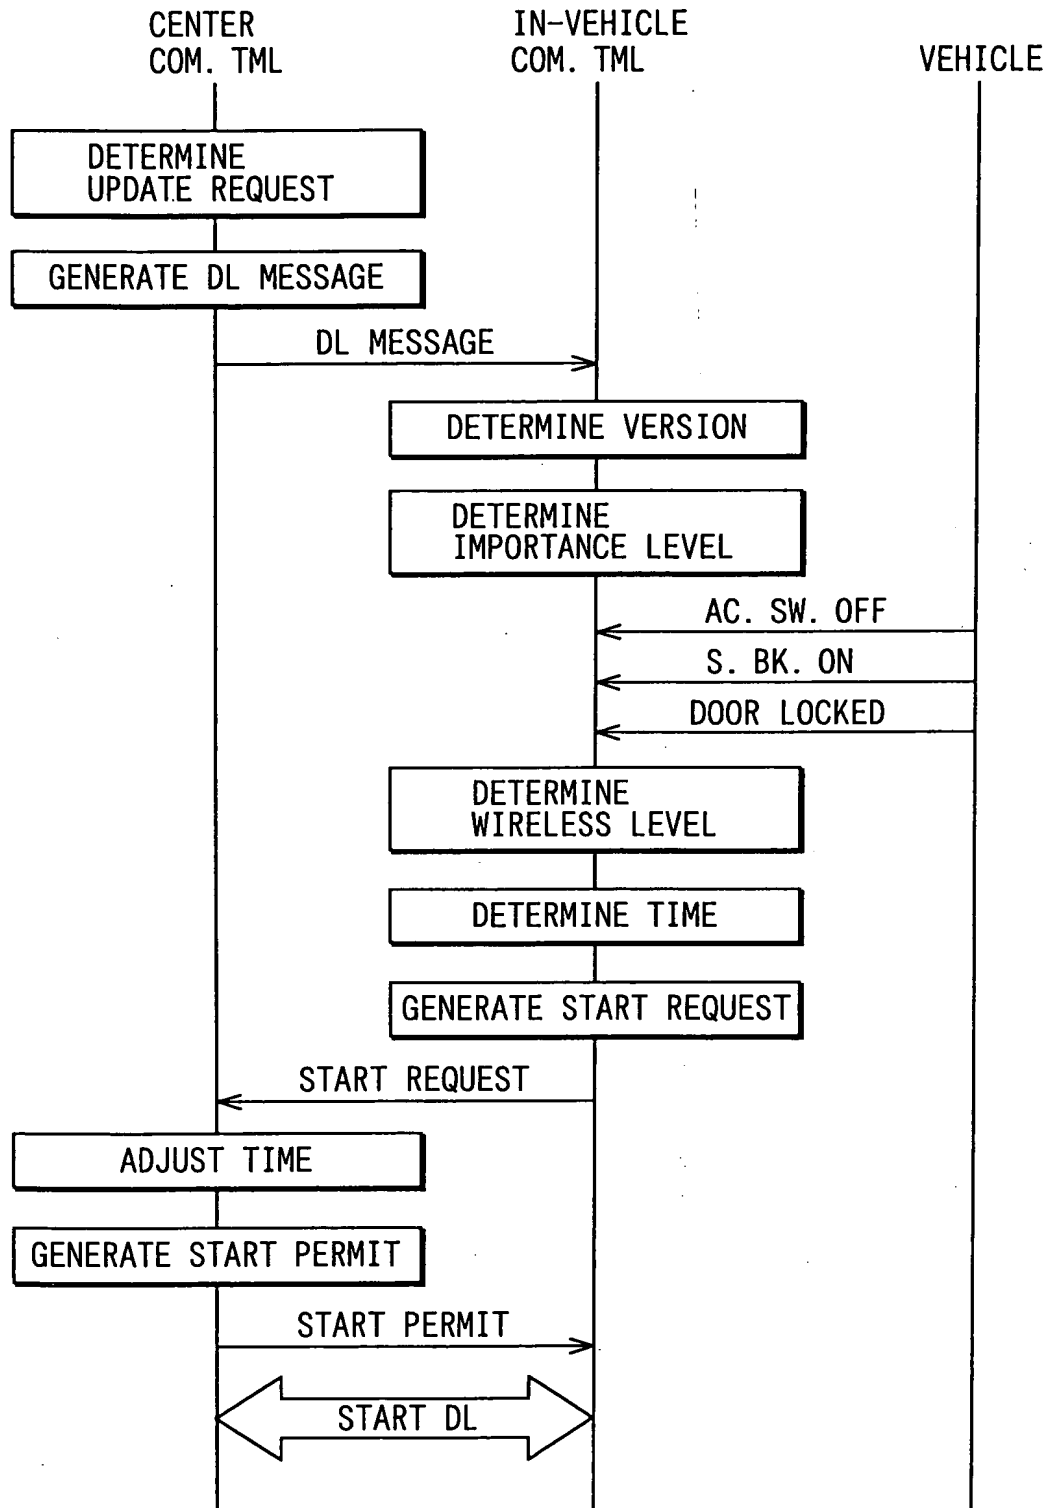 CENTER
COM. TML
IN-VEHICLE
COM. TML
VEHICLE
DETERMINE
UPDATE REQUEST
GENERATE DL MESSAGE
DL MESSAGE
DETERMINE VERSION
DETERMINE
IMPORTANCE LEVEL
AC. SW. OFF
S. BK. ON
DOOR LOCKED
DETERMINE
WIRELESS LEVEL
DETERMINE TIME
GENERATE START REQUEST
START REQUEST
ADJUST TIME
GENERATE START PERMIT
START PERMIT
START DL